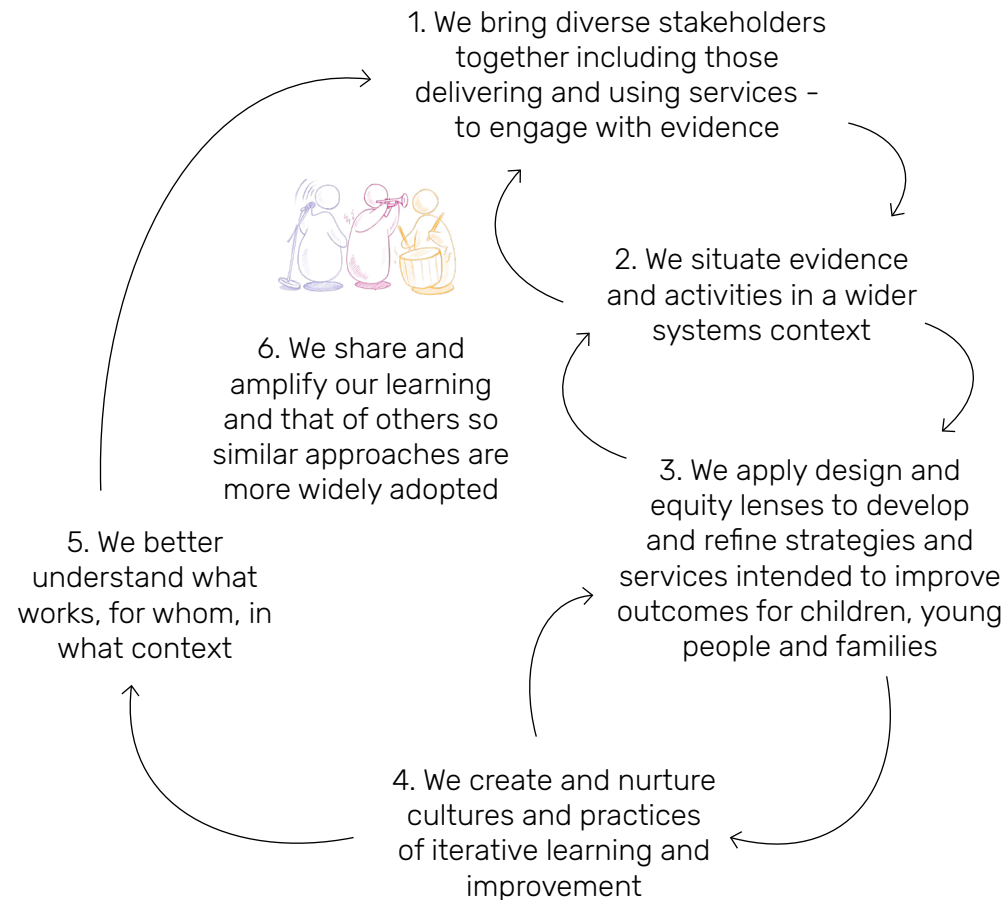 1. We bring diverse stakeholders
together including those
delivering and using services -
to engage with evidence
2. We situate evidence
and activities in a wider
systems context
3. We apply design and
equity lenses to develop
and refine strategies and
services intended to improve
outcomes for children, young
people and families
4. We create and nurture
cultures and practices
of iterative learning and
improvement
5. We better
understand what
works, for whom, in
what context
6. We share and
amplify our learning
and that of others so
similar approaches are
more widely adopted